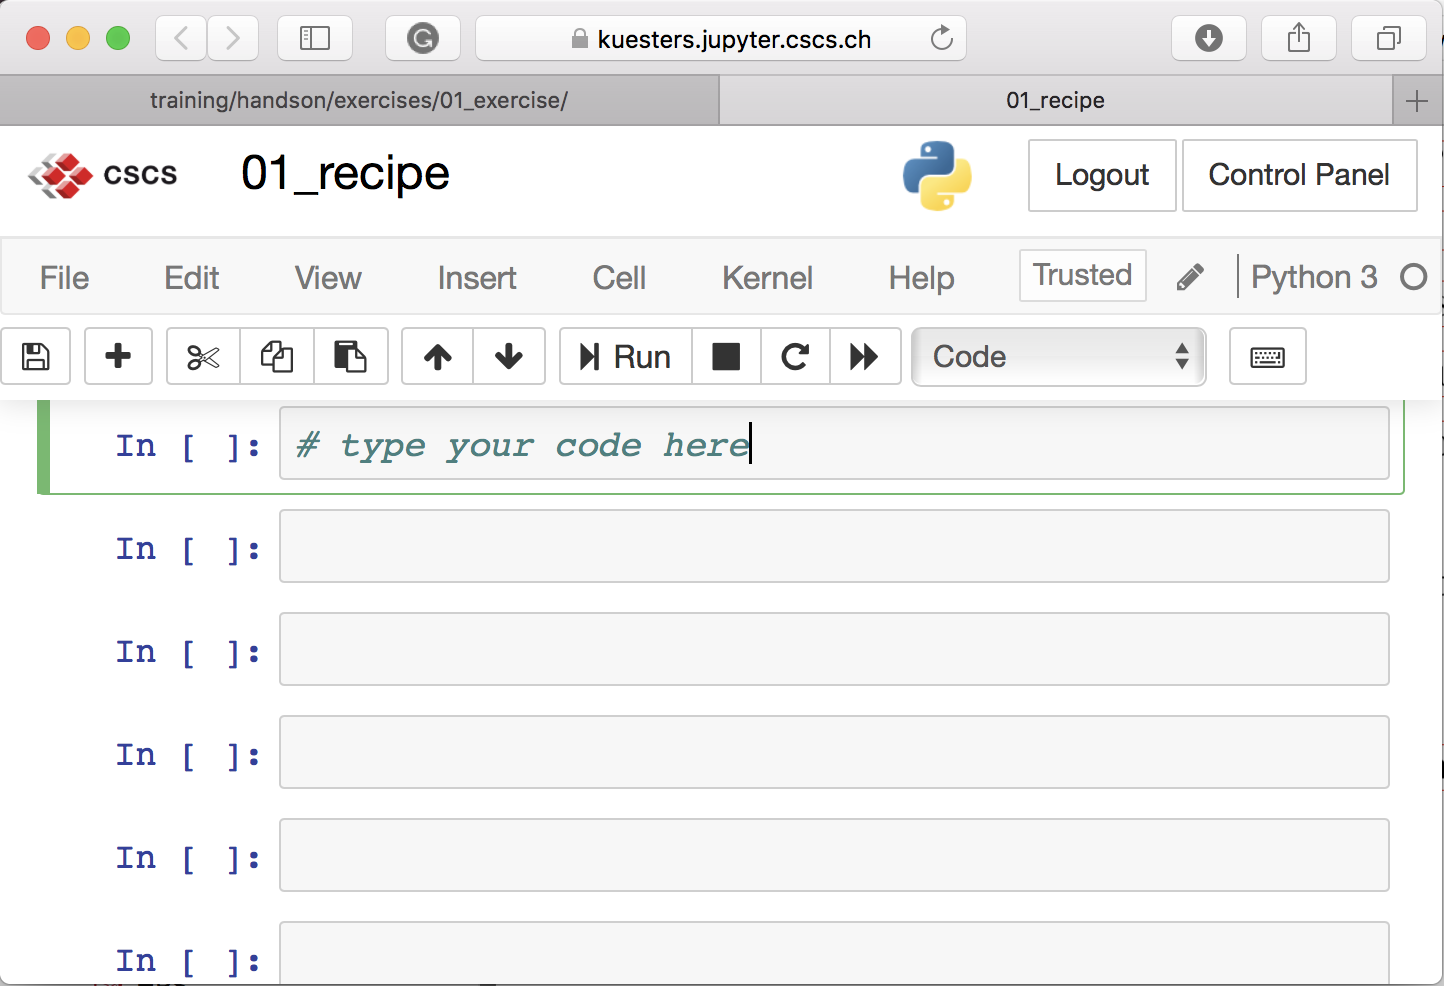 kuesters.jupyter.cscs.ch
training/handson/exercises/01_exercise/ 01_recipe
cscs 01_recipe Logout Control Panel
File Edit View Insert Cell Kernel Help Trusted Python 3
Run Code
In [ ]: # type your code here
In [ ]:
In [ ]:
In [ ]:
In [ ]:
In [ ]: